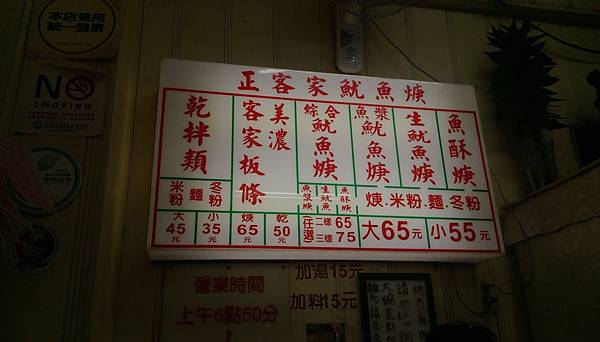 本店免用
統一發票
NO
SMOKING
正客家魷魚焿
乾拌類
米粉 麵 冬粉
大45元 小35元
美濃
客家板條
焿65元 乾50元
綜合魷魚焿
魚漿焿 生魷魚 魚酥焿
(任選) 二樣65 三樣75
魚漿魷魚焿
生魷魚焿
魚酥焿
焿.米粉.麵.冬粉
大65元 小55元
營業時間
上午6點50分
加湯15元
加料15元